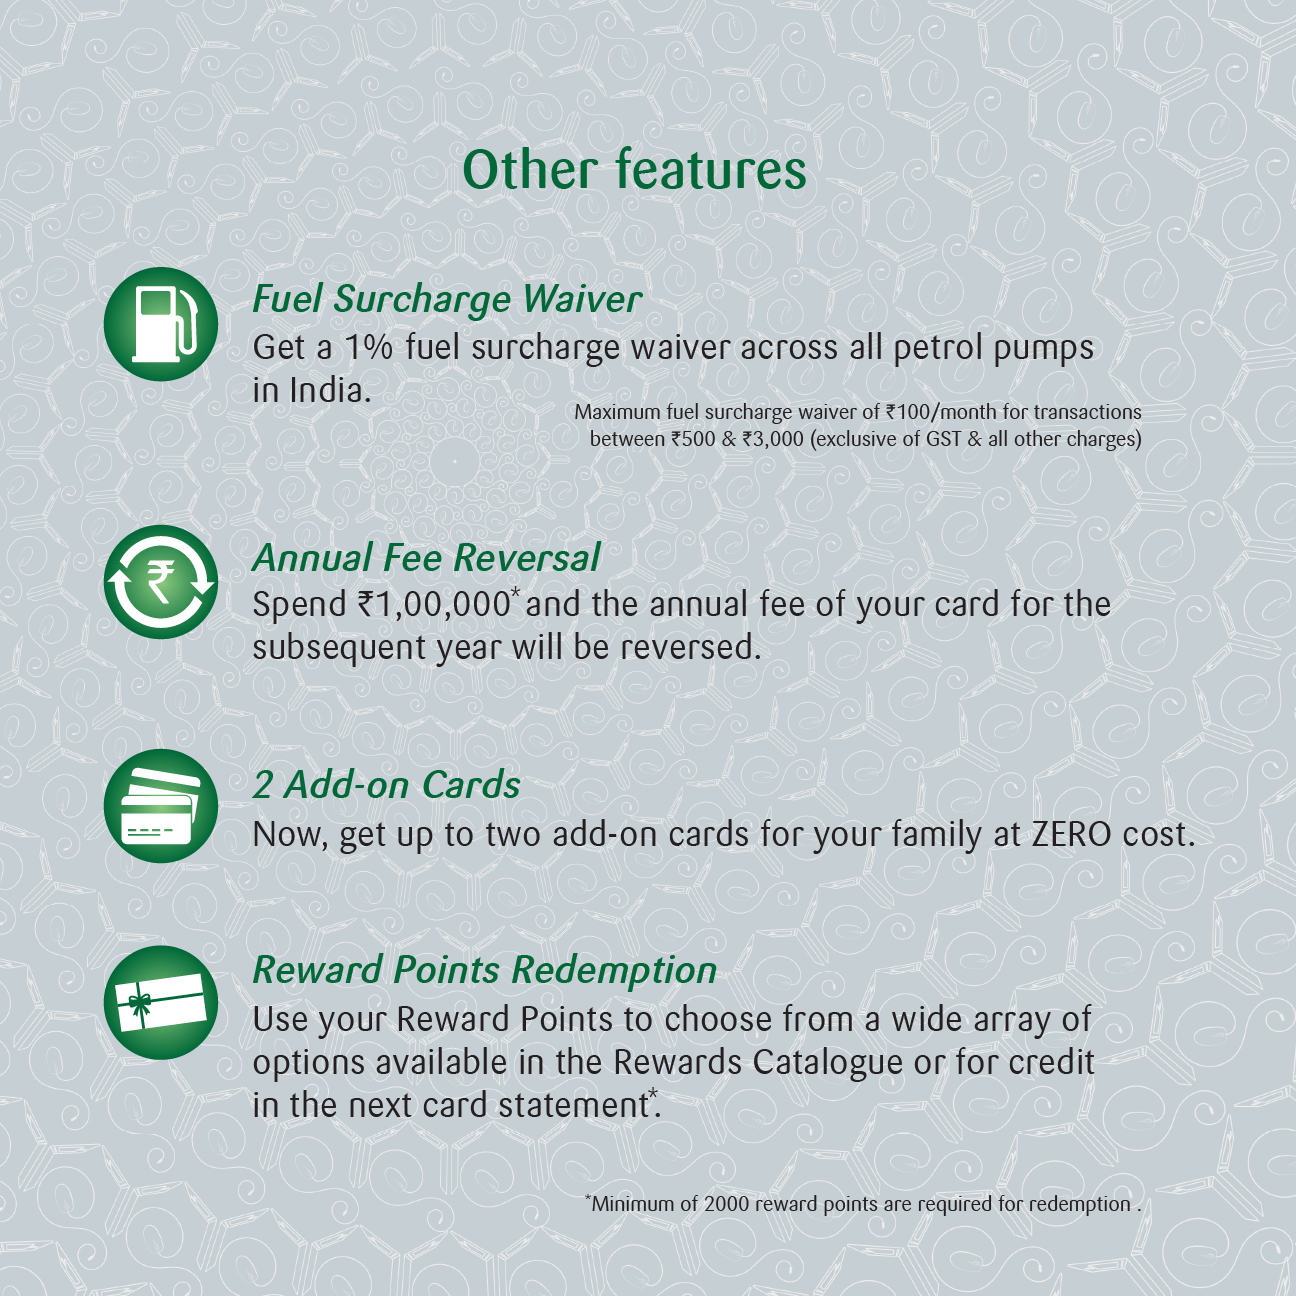 Other features
Fuel Surcharge Waiver
Get a 1% fuel surcharge waiver across all petrol pumps
in India.
Maximum fuel surcharge waiver of ₹100/month for transactions
between ₹500 & ₹3,000 (exclusive of GST & all other charges)
₹
Annual Fee Reversal
Spend ₹1,00,000* and the annual fee of your card for the
subsequent year will be reversed.
2 Add-on Cards
Now, get up to two add-on cards for your family at ZERO cost.
Reward Points Redemption
Use your Reward Points to choose from a wide array of
options available in the Rewards Catalogue or for credit
in the next card statement*.
*Minimum of 2000 reward points are required for redemption .